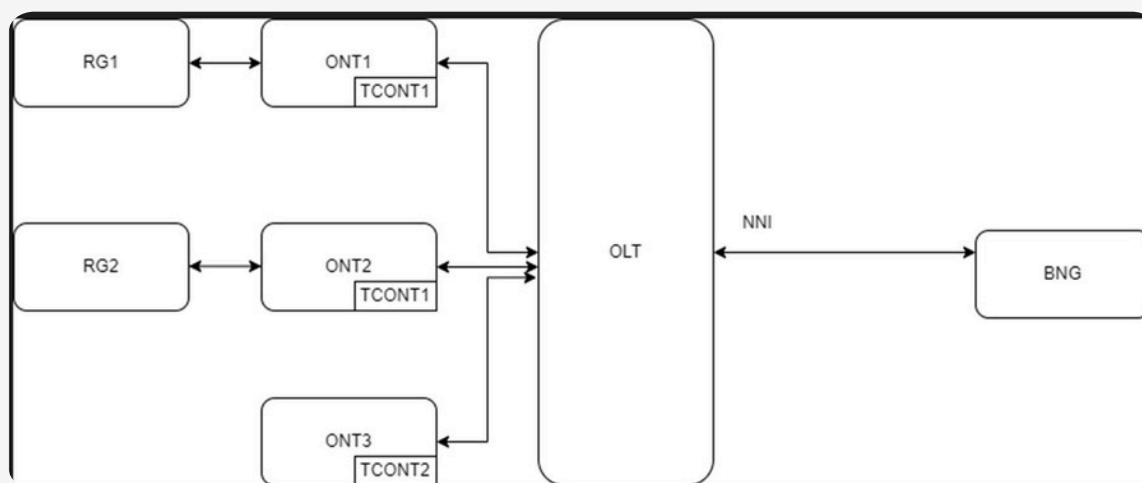 RG1
ONT1
TCONT1
RG2
ONT2
TCONT1
ONT3
TCONT2
OLT
NNI
BNG